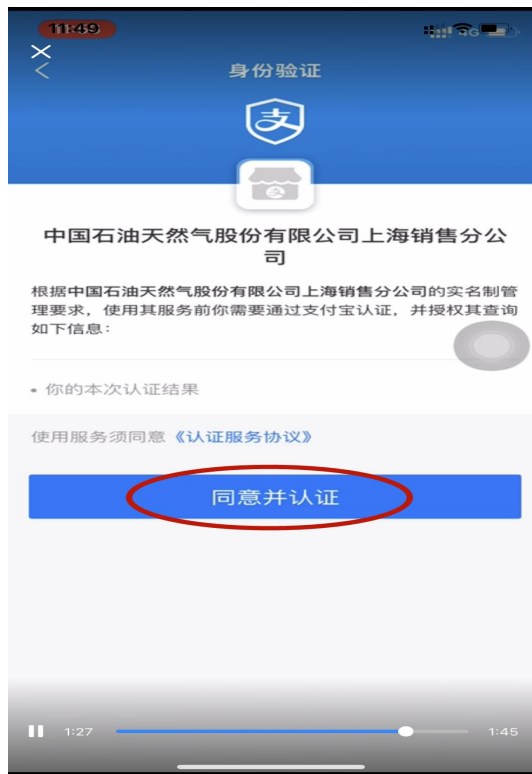 11:49
身份验证
支
中国石油天然气股份有限公司上海销售分公
司
根据中国石油天然气股份有限公司上海销售分公司的实名制管
理要求，使用其服务前你需要通过支付宝认证，并授权其查询
如下信息：
• 你的本次认证结果
使用服务须同意《认证服务协议》
同意并认证
1:27
1:45